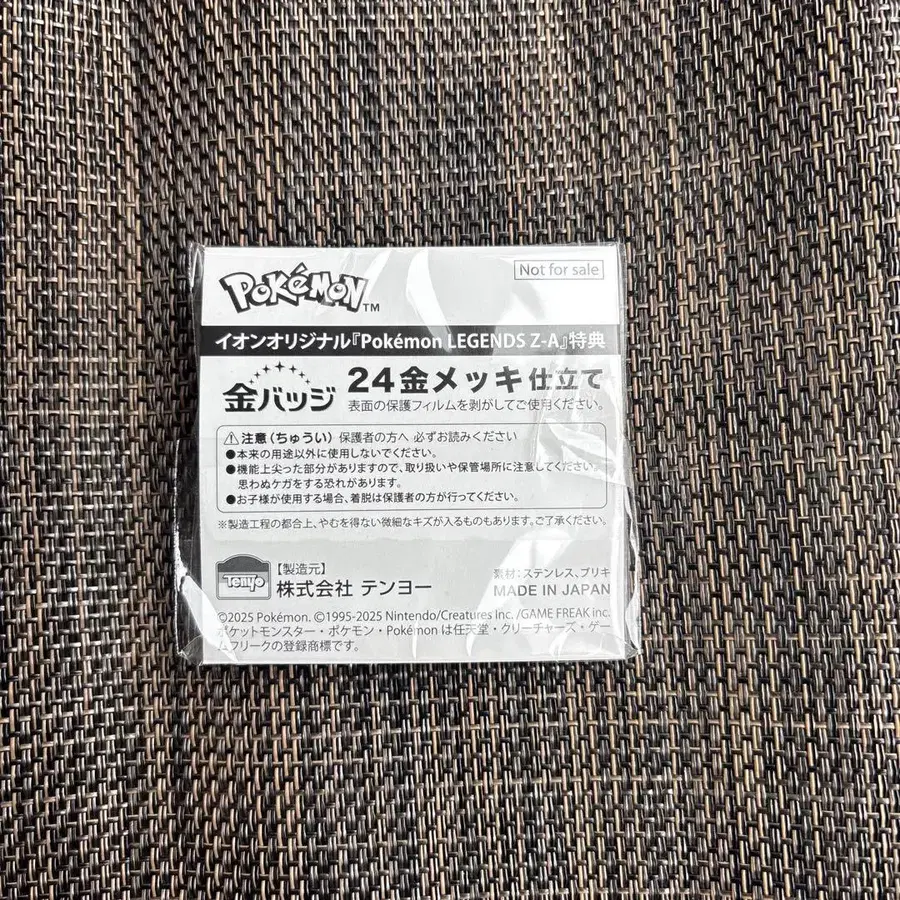 POKéMON™
Not for sale
イオンオリジナル『Pokémon LEGENDS Z-A』特典
金バッジ
24金メッキ仕立て
表面の保護フィルムを剥がしてご使用ください。
⚠注意(ちゅうい) 保護者の方へ 必ずお読みください
●本来の用途以外に使用しないでください。
●機能上尖った部分がありますので、取り扱いや保管場所に注意してください。
思わぬケガをする恐れがあります。
●お子様が使用する場合、着脱は保護者の方が行ってください。
※製造工程の都合上、やむを得ない微細なキズが入るものもあります。ご了承ください。
Tenyo
【製造元】
株式会社 テンヨー
素材:ステンレス、ブリキ
MADE IN JAPAN
©2025 Pokémon. ©1995-2025 Nintendo/Creatures Inc. /GAME FREAK inc.
ポケットモンスター・ポケモン・Pokémon は任天堂・クリーチャーズ・ゲー
ムフリークの登録商標です。